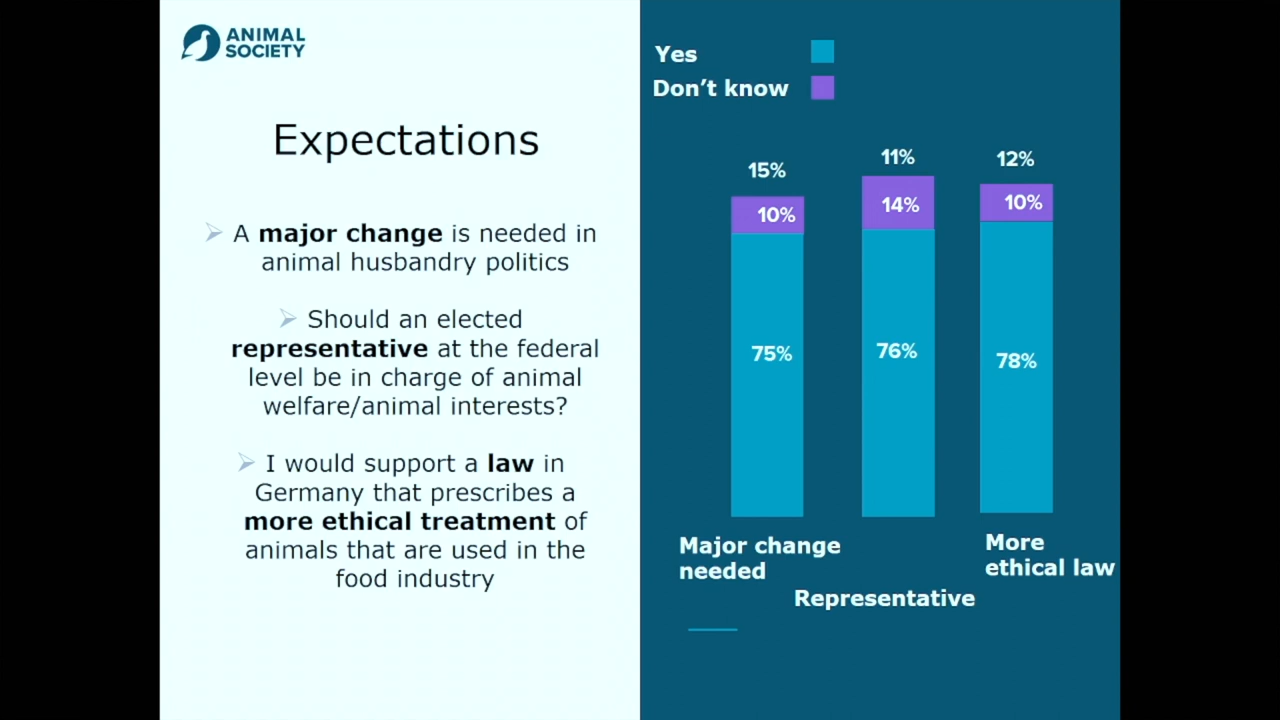 ANIMAL
SOCIETY
Expectations
➢ A major change is needed in
animal husbandry politics
➢ Should an elected
representative at the federal
level be in charge of animal
welfare/animal interests?
➢ I would support a law in
Germany that prescribes a
more ethical treatment of
animals that are used in the
food industry
Yes
Don’t know
15%
11%
12%
10%
14%
10%
75%
76%
78%
Major change
needed
Representative
More
ethical law